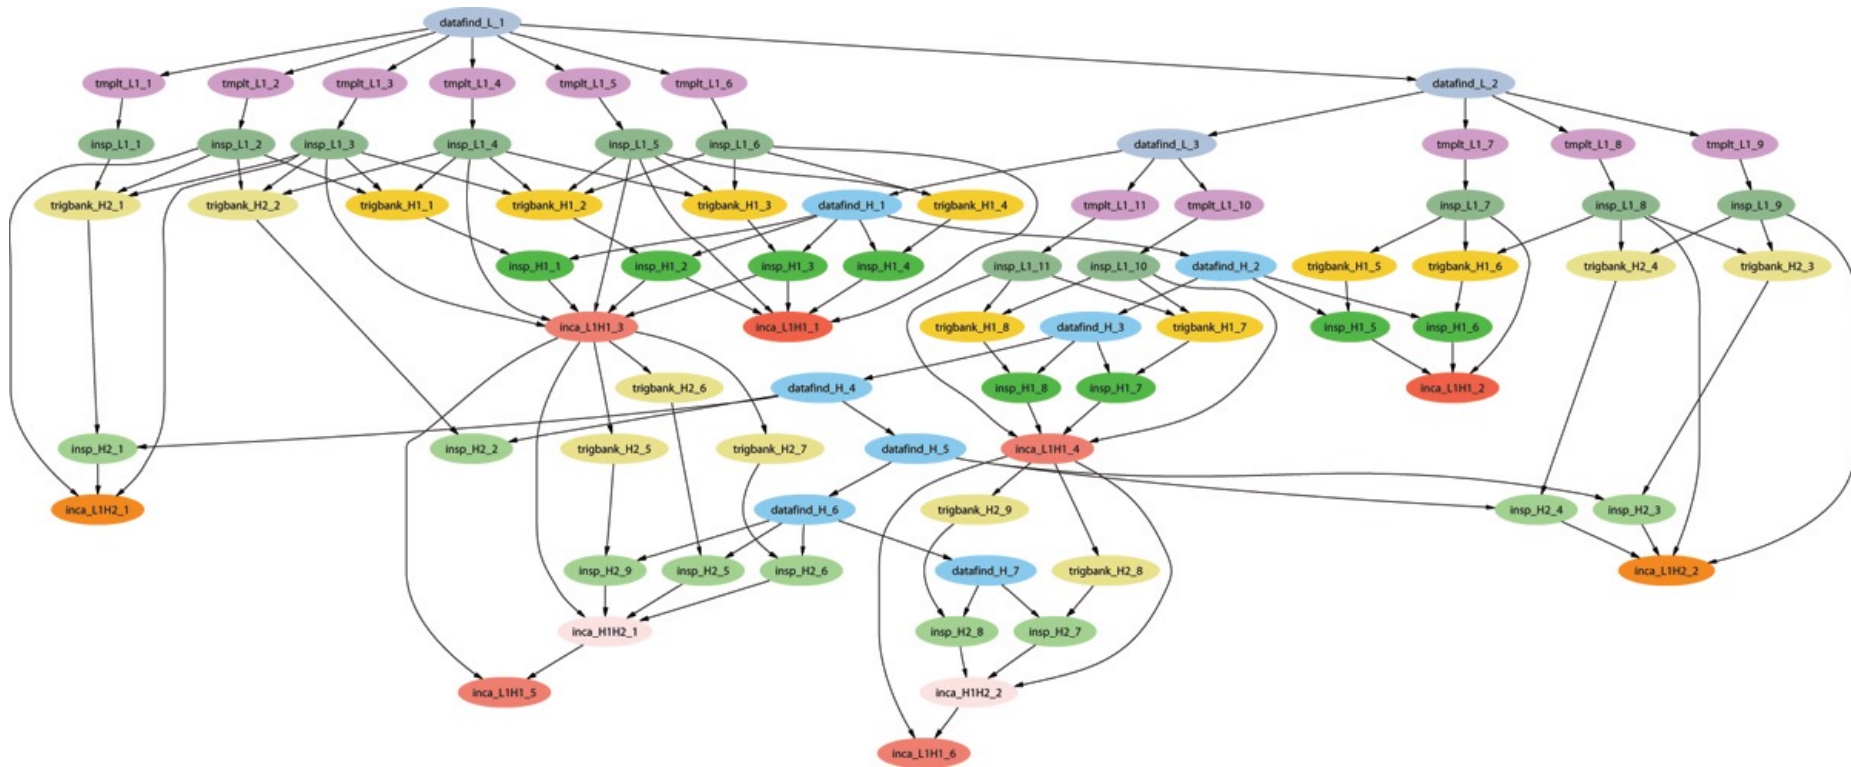 datafind_L_1
tmplt_L1_1 tmplt_L1_2 tmplt_L1_3 tmplt_L1_4 tmplt_L1_5 tmplt_L1_6 datafind_L_2
insp_L1_1 insp_L1_2 insp_L1_3 insp_L1_4 insp_L1_5 insp_L1_6 datafind_L_3 tmplt_L1_7 tmplt_L1_8 tmplt_L1_9
trigbank_H2_1 trigbank_H2_2 trigbank_H1_1 trigbank_H1_2 trigbank_H1_3 datafind_H_1 trigbank_H1_4 tmplt_L1_11 tmplt_L1_10 insp_L1_7 insp_L1_8 insp_L1_9
insp_H1_1 insp_H1_2 insp_H1_3 insp_H1_4 insp_L1_11 insp_L1_10 datafind_H_2 trigbank_H1_5 trigbank_H1_6 trigbank_H2_4 trigbank_H2_3
inca_L1H1_3 inca_L1H1_1 trigbank_H1_8 datafind_H_3 trigbank_H1_7 insp_H1_5 insp_H1_6
trigbank_H2_6 datafind_H_4 insp_H1_8 insp_H1_7 inca_L1H1_2
insp_H2_1 insp_H2_2 trigbank_H2_5 trigbank_H2_7 datafind_H_5 inca_L1H1_4
inca_L1H2_1 datafind_H_6 trigbank_H2_9 insp_H2_4 insp_H2_3
insp_H2_9 insp_H2_5 insp_H2_6 datafind_H_7 trigbank_H2_8 inca_L1H2_2
inca_H1H2_1 insp_H2_8 insp_H2_7
inca_L1H1_5 inca_H1H2_2
inca_L1H1_6